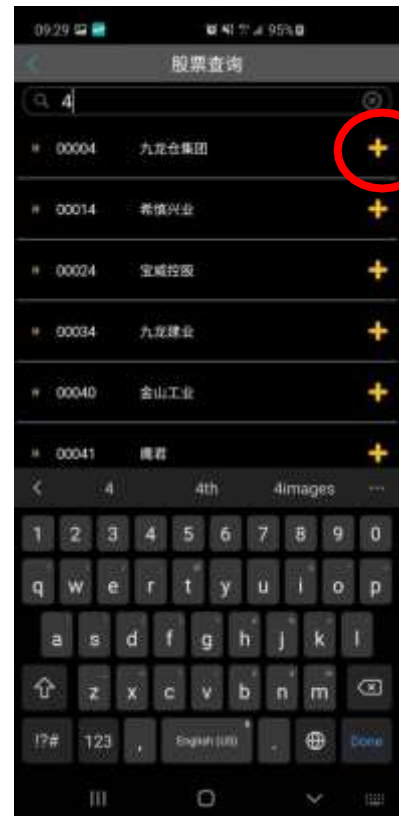 09:29 95%
股票查询
4
00004 九龙仓集团
00014 希慎兴业
00024 宝威控股
00034 九龙建业
00040 金山工业
00041 鹰君
4 4th 4images
1 2 3 4 5 6 7 8 9 0
q w e r t y u i o p
a s d f g h j k l
z x c v b n m
!?# 123 , English (US) .  Done